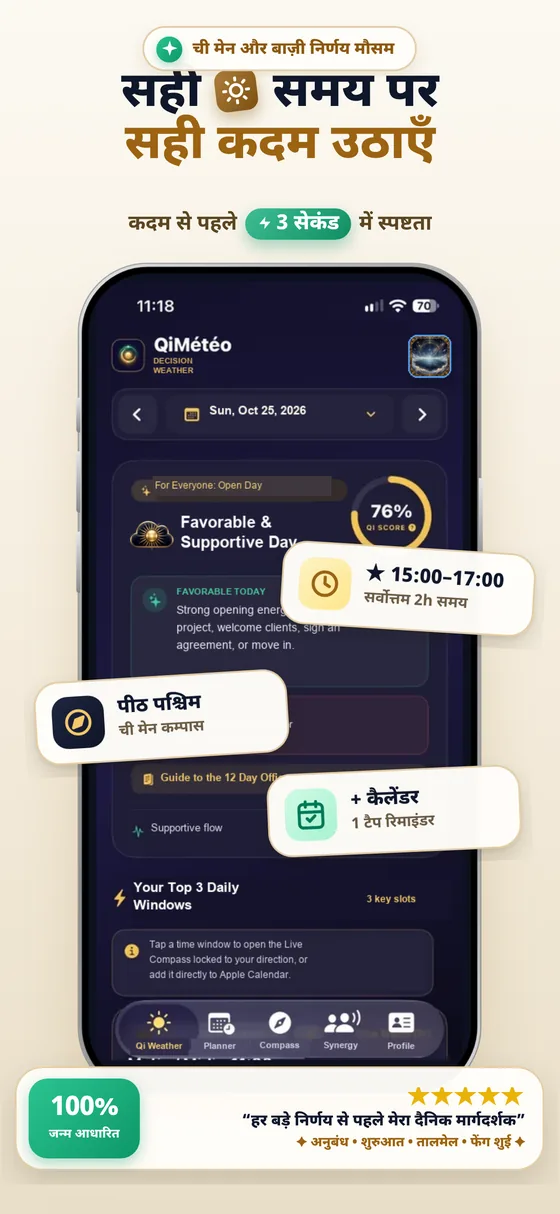 ची मेन और बाज़ी निर्णय मौसम
सही समय पर
सही कदम उठाएँ
कदम से पहले 3 सेकंड में स्पष्टता
11:18
70
QiMétéo
DECISION
WEATHER
Sun, Oct 25, 2026
For Everyone: Open Day
76%
QI SCORE ?
Favorable &
Supportive Day
★ 15:00–17:00
सर्वोत्तम 2h समय
FAVORABLE TODAY
Strong opening energ
project, welcome clients, sign an
agreement, or move in.
पीठ पश्चिम
ची मेन कम्पास
Guide to the 12 Day Offi
+ कैलेंडर
1 टैप रिमाइंडर
Supportive flow
Your Top 3 Daily
Windows
3 key slots
Tap a time window to open the Live
Compass locked to your direction, or
add it directly to Apple Calendar.
Qi Weather
Planner
Compass
Synergy
Profile
100%
जन्म आधारित
“हर बड़े निर्णय से पहले मेरा दैनिक मार्गदर्शक”
✦ अनुबंध • शुरुआत • तालमेल • फेंग शुई ✦